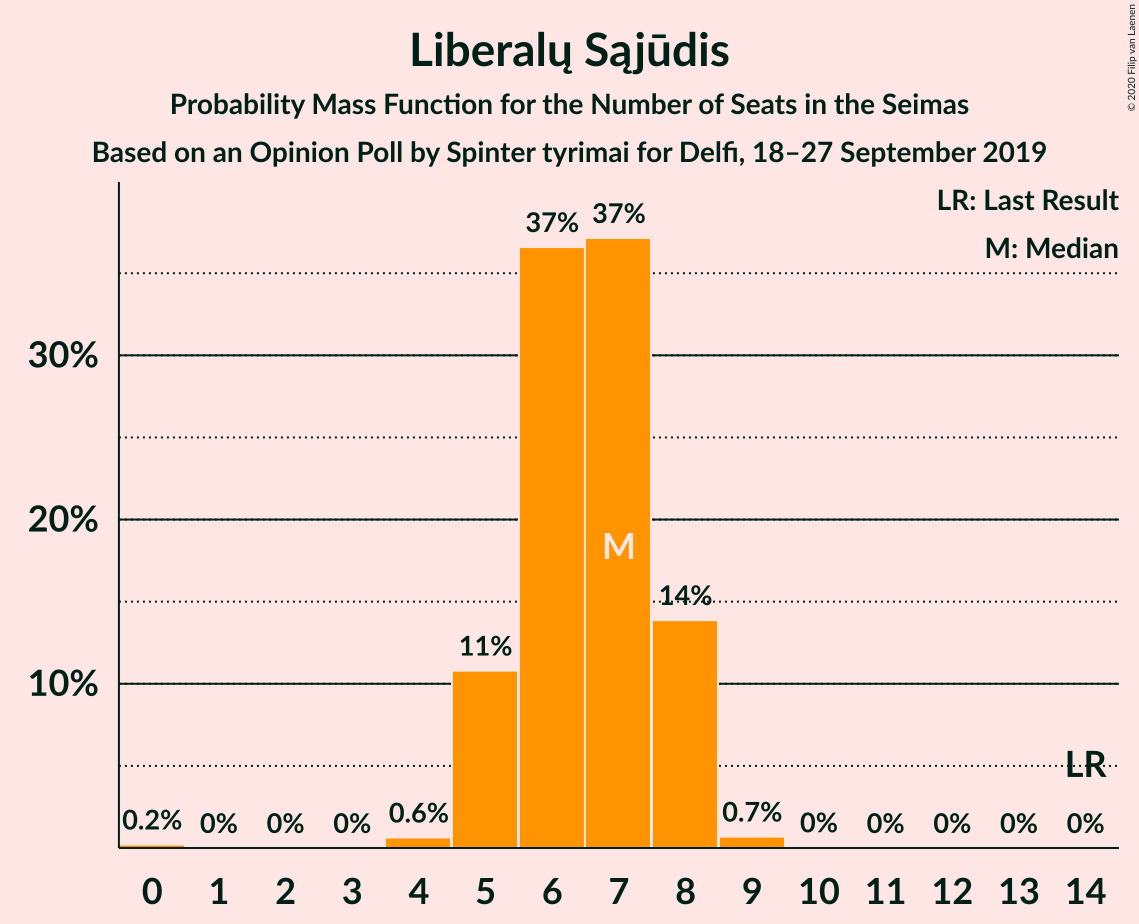 Liberalų Sąjūdis
Probability Mass Function for the Number of Seats in the Seimas
Based on an Opinion Poll by Spinter tyrimai for Delfi, 18–27 September 2019
© 2020 Filip van Laenen
LR: Last Result
M: Median
37% 37%
30%
20%
M
14%
11%
10%
LR
0.2% 0% 0% 0% 0.6% 0.7% 0% 0% 0% 0% 0%
0 1 2 3 4 5 6 7 8 9 10 11 12 13 14